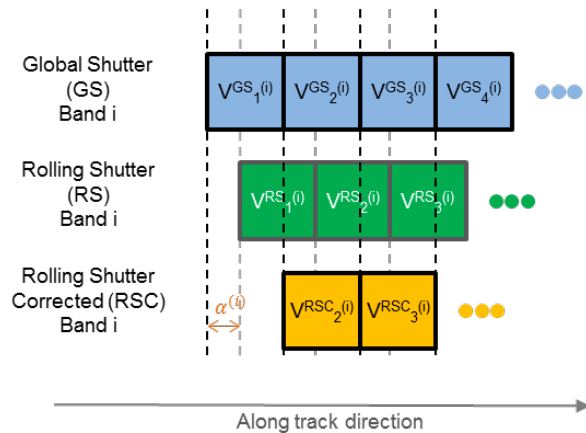 Global Shutter
(GS)
Band i
V^GS_1^(i) V^GS_2^(i) V^GS_3^(i) V^GS_4^(i)
Rolling Shutter
(RS)
Band i
V^RS_1^(i) V^RS_2^(i) V^RS_3^(i)
Rolling Shutter
Corrected (RSC)
Band i
α^(i)
V^RSC_2^(i) V^RSC_3^(i)
Along track direction